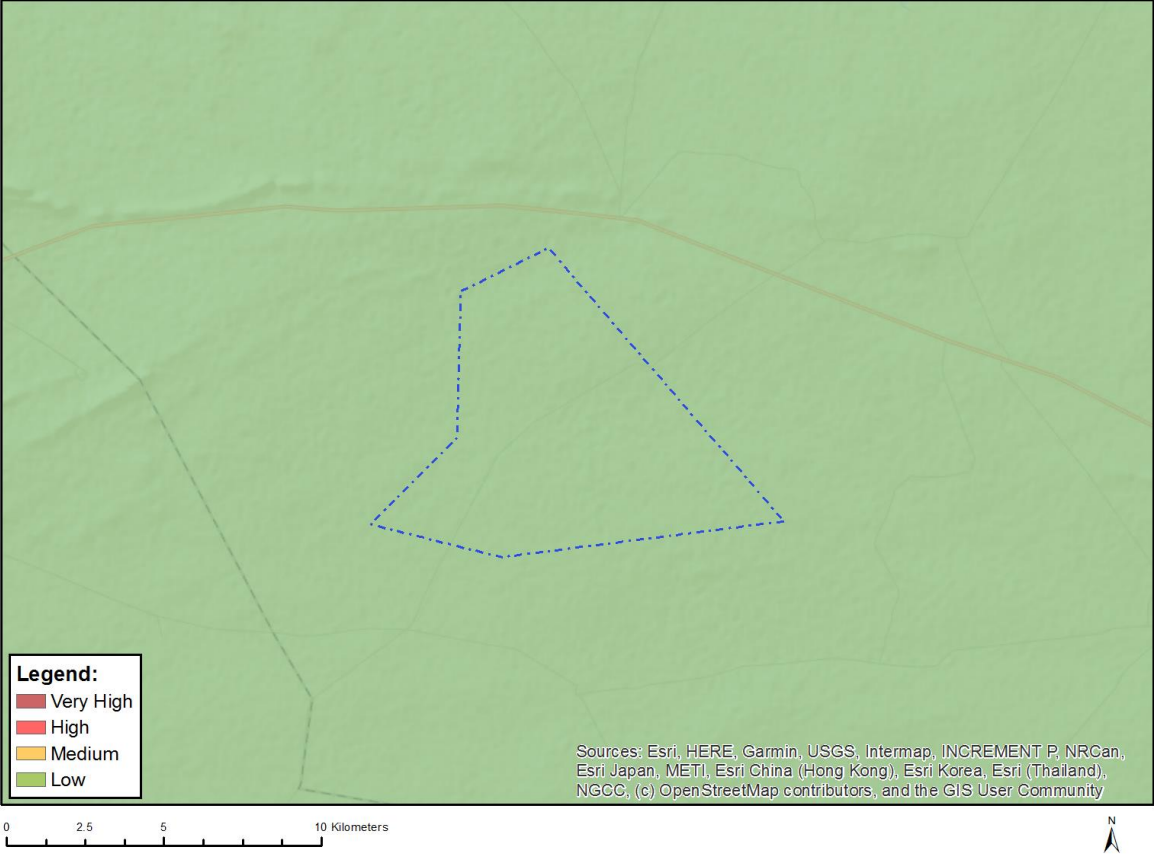 Legend:
Very High
High
Medium
Low
Sources: Esri, HERE, Garmin, USGS, Intermap, INCREMENT P, NRCan,
Esri Japan, METI, Esri China (Hong Kong), Esri Korea, Esri (Thailand),
NGCC, (c) OpenStreetMap contributors, and the GIS User Community
0 2.5 5 10 Kilometers
N